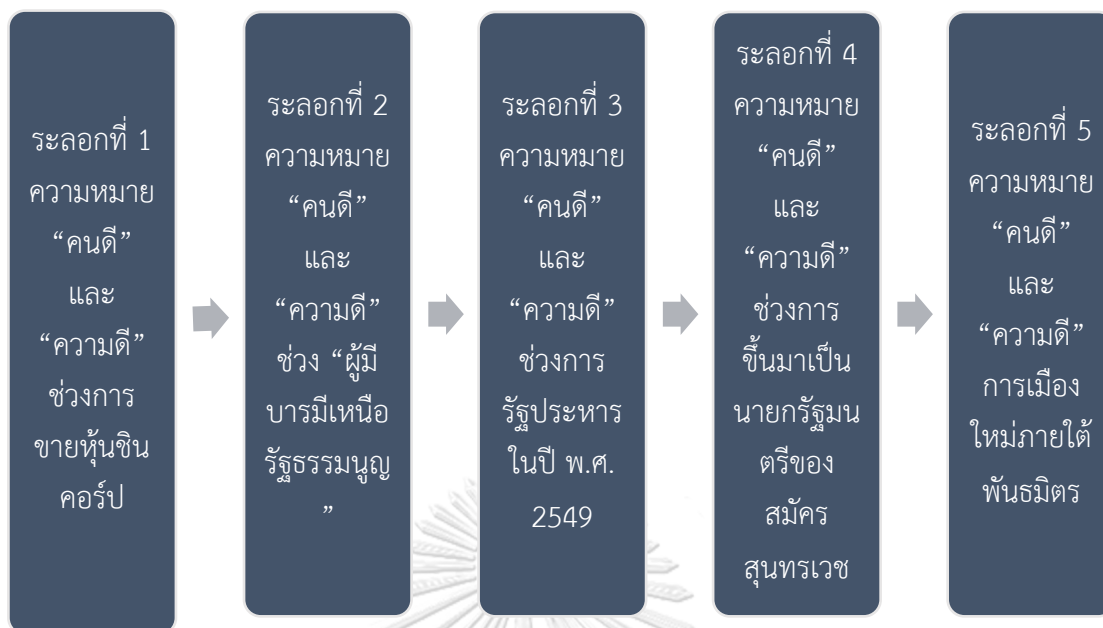 ระลอกที่ 1
ความหมาย
“คนดี”
และ
“ความดี”
ช่วงการ
ขายหุ้นชิน
คอร์ป
ระลอกที่ 2
ความหมาย
“คนดี”
และ
“ความดี”
ช่วง “ผู้มี
บารมีเหนือ
รัฐธรรมนูญ
”
ระลอกที่ 3
ความหมาย
“คนดี”
และ
“ความดี”
ช่วงการ
รัฐประหาร
ในปี พ.ศ.
2549
ระลอกที่ 4
ความหมาย
“คนดี”
และ
“ความดี”
ช่วงการ
ขึ้นมาเป็น
นายกรัฐมน
ตรีของ
สมัคร
สุนทรเวช
ระลอกที่ 5
ความหมาย
“คนดี”
และ
“ความดี”
การเมือง
ใหม่ภายใต้
พันธมิตร